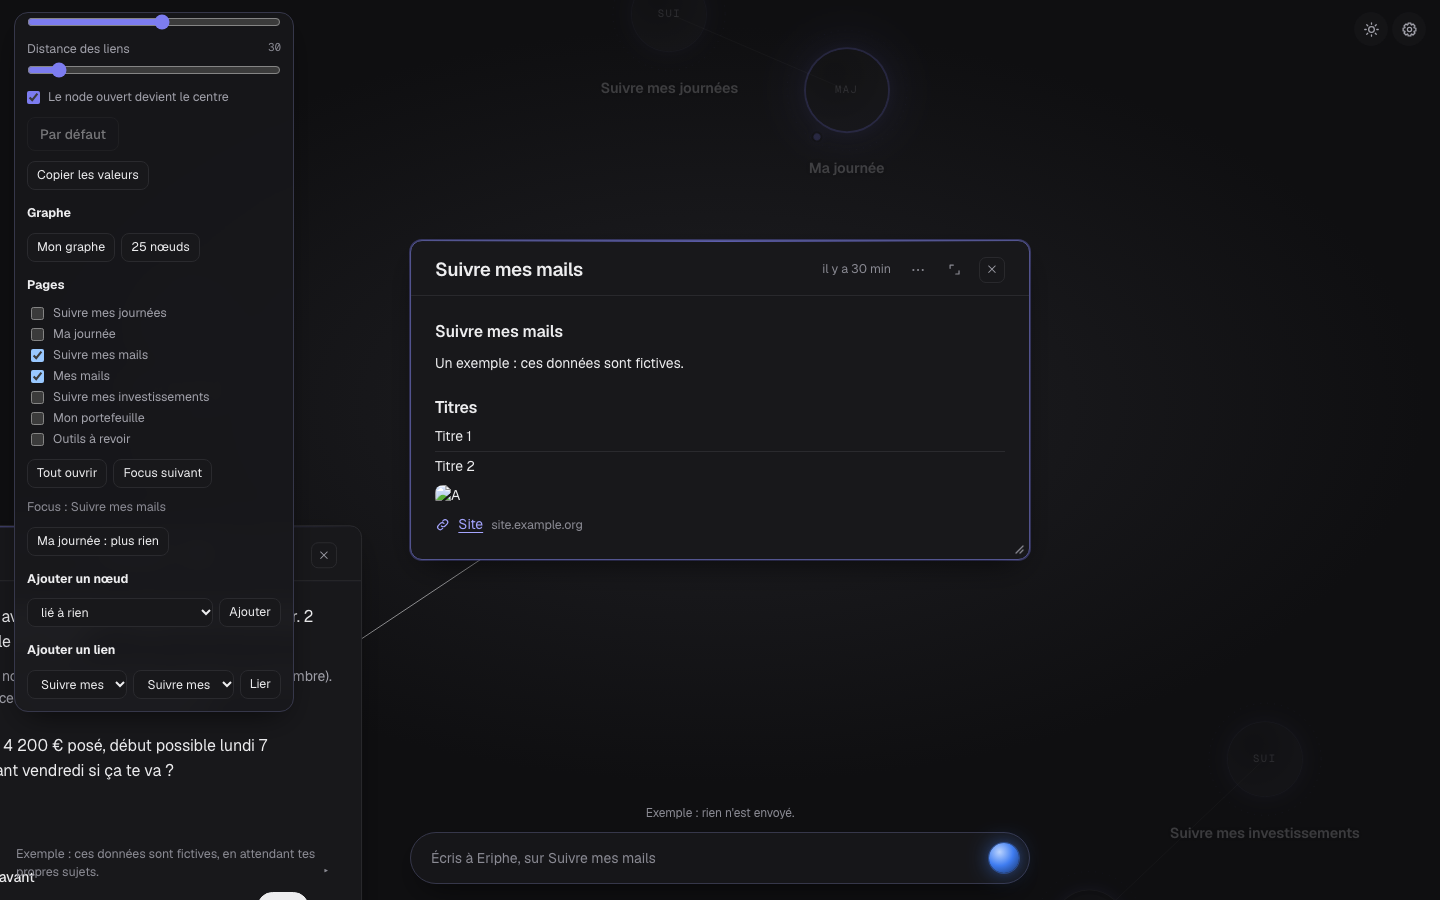 Distance des liens 30
Le node ouvert devient le centre
Par défaut
Copier les valeurs
Graphe
Mon graphe 25 nœuds
Pages
Suivre mes journées
Ma journée
Suivre mes mails
Mes mails
Suivre mes investissements
Mon portefeuille
Outils à revoir
Tout ouvrir Focus suivant
Focus : Suivre mes mails
Ma journée : plus rien
Ajouter un nœud
lié à rien Ajouter
Ajouter un lien
Suivre mes Suivre mes Lier
r. 2
le
mbre).
4 200 € posé, début possible lundi 7
ant vendredi si ça te va ?
Exemple : ces données sont fictives, en attendant tes
propres sujets.
avant
SUI
Suivre mes journées
MAJ
Ma journée
Suivre mes mails il y a 30 min
Suivre mes mails
Un exemple : ces données sont fictives.
Titres
Titre 1
Titre 2
A
Site site.example.org
Exemple : rien n'est envoyé.
Écris à Eriphe, sur Suivre mes mails
SUI
Suivre mes investissements